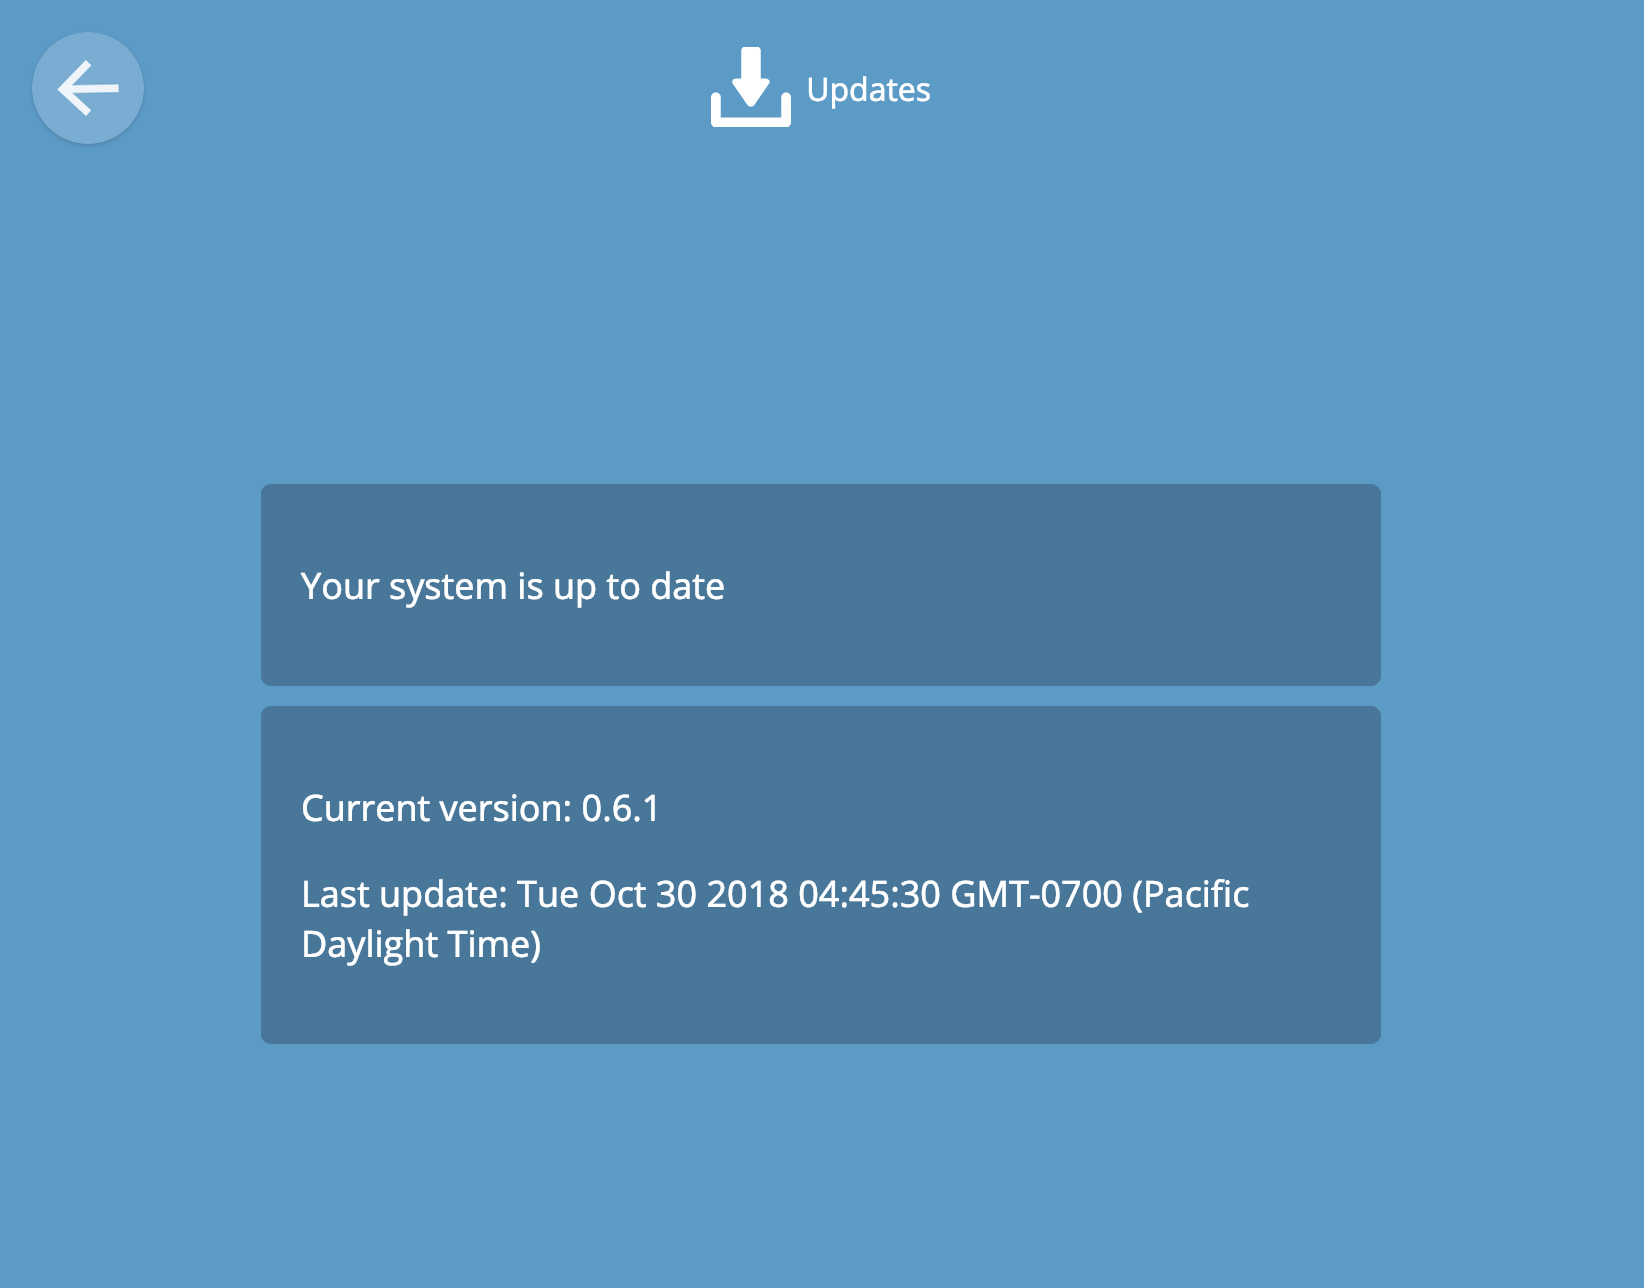 Updates
Your system is up to date
Current version: 0.6.1
Last update: Tue Oct 30 2018 04:45:30 GMT-0700 (Pacific
Daylight Time)